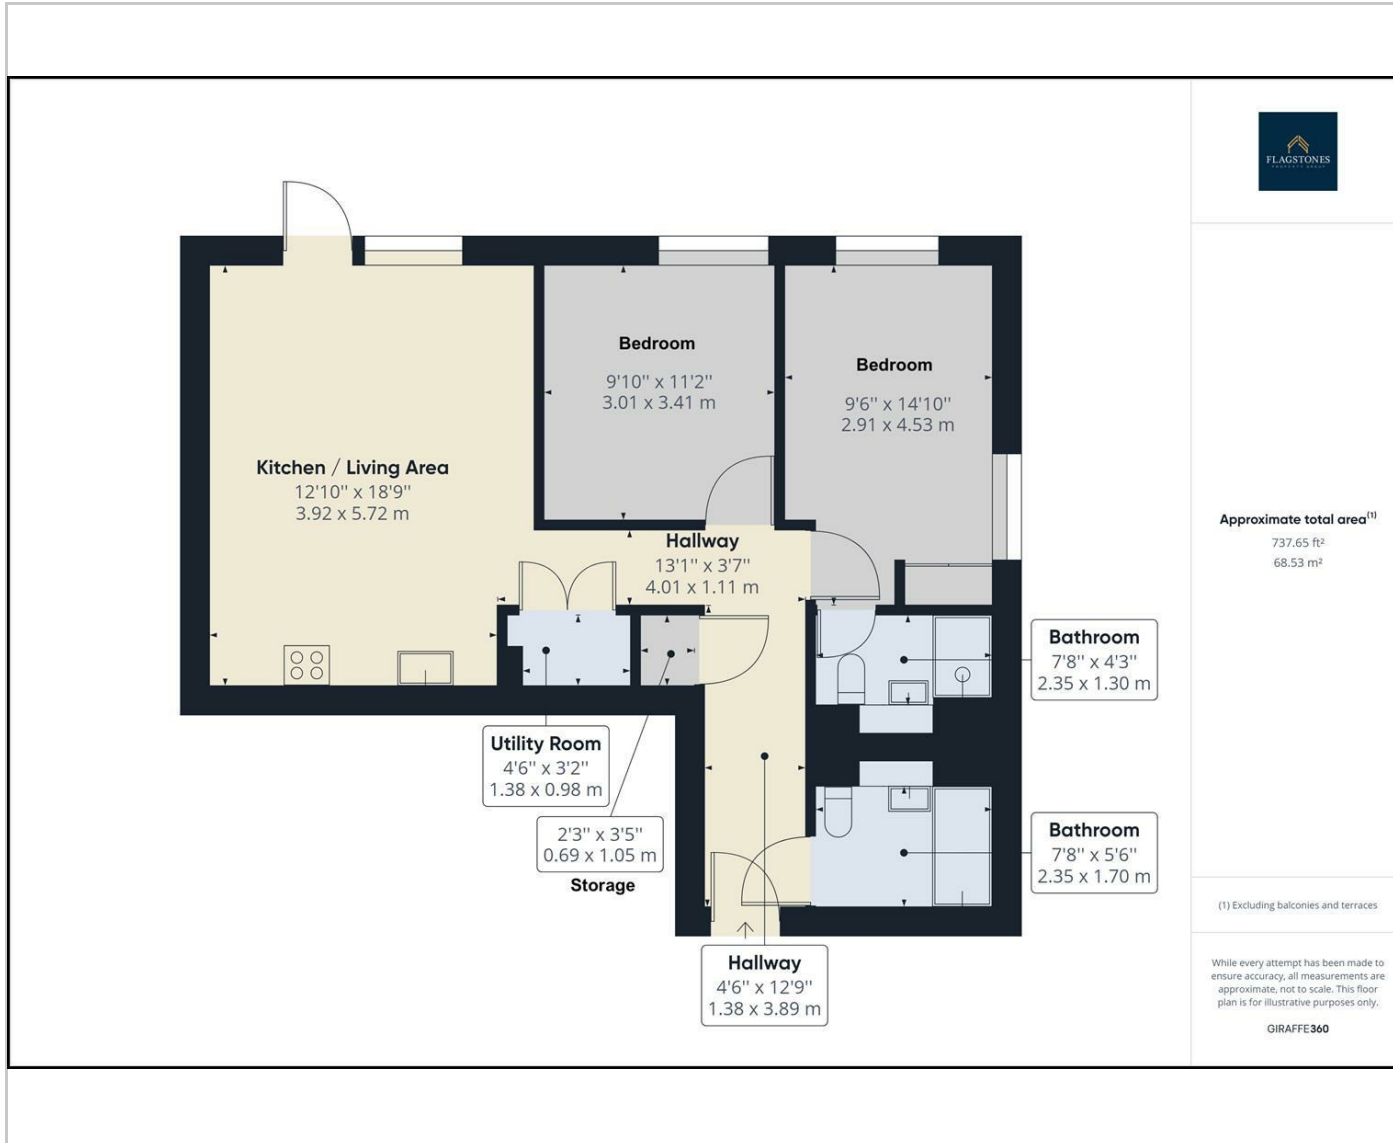 FLAGSTONES
PROPERTY GROUP
Bedroom
9'10'' x 11'2''
3.01 x 3.41 m
Bedroom
9'6'' x 14'10''
2.91 x 4.53 m
Kitchen / Living Area
12'10'' x 18'9''
3.92 x 5.72 m
Hallway
13'1'' x 3'7''
4.01 x 1.11 m
Bathroom
7'8'' x 4'3''
2.35 x 1.30 m
Utility Room
4'6'' x 3'2''
1.38 x 0.98 m
2'3'' x 3'5''
0.69 x 1.05 m
Storage
Bathroom
7'8'' x 5'6''
2.35 x 1.70 m
Hallway
4'6'' x 12'9''
1.38 x 3.89 m
Approximate total area(1)
737.65 ft²
68.53 m²
(1) Excluding balconies and terraces
While every attempt has been made to
ensure accuracy, all measurements are
approximate, not to scale. This floor
plan is for illustrative purposes only.
GIRAFFE360